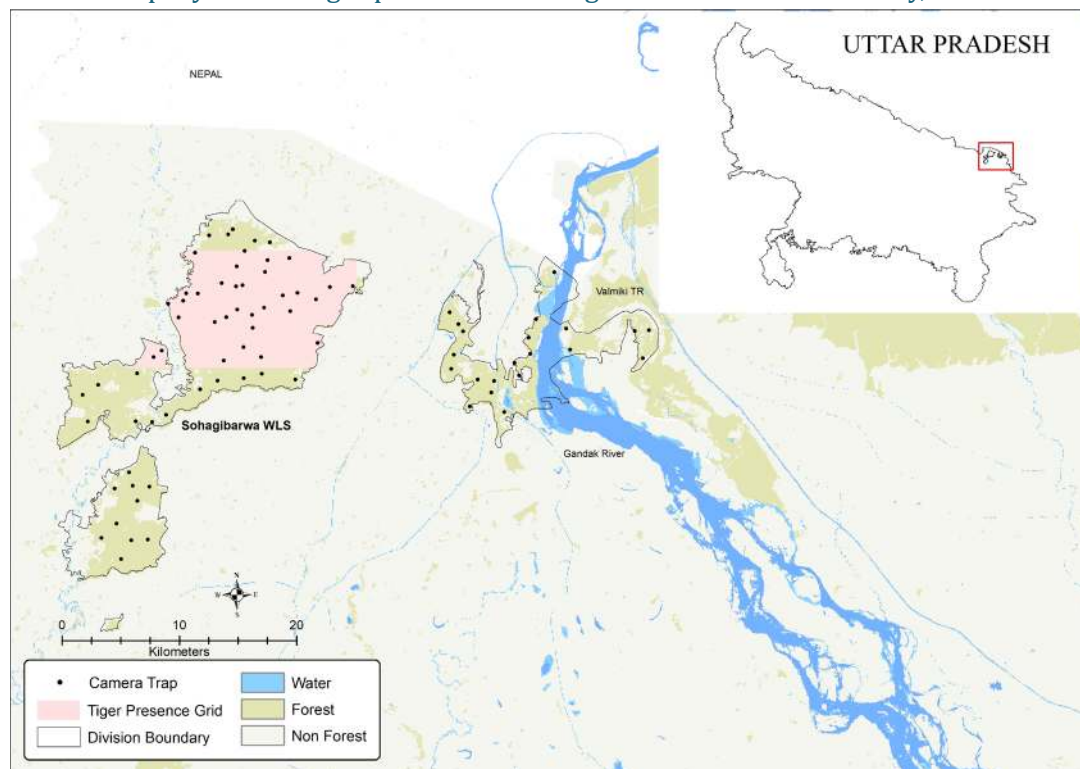 UTTAR PRADESH
NEPAL
Valmiki TR
Sohagibarwa WLS
Gandak River
N
W E
S
0 10 20
Kilometers
Camera Trap
Tiger Presence Grid
Division Boundary
Water
Forest
Non Forest